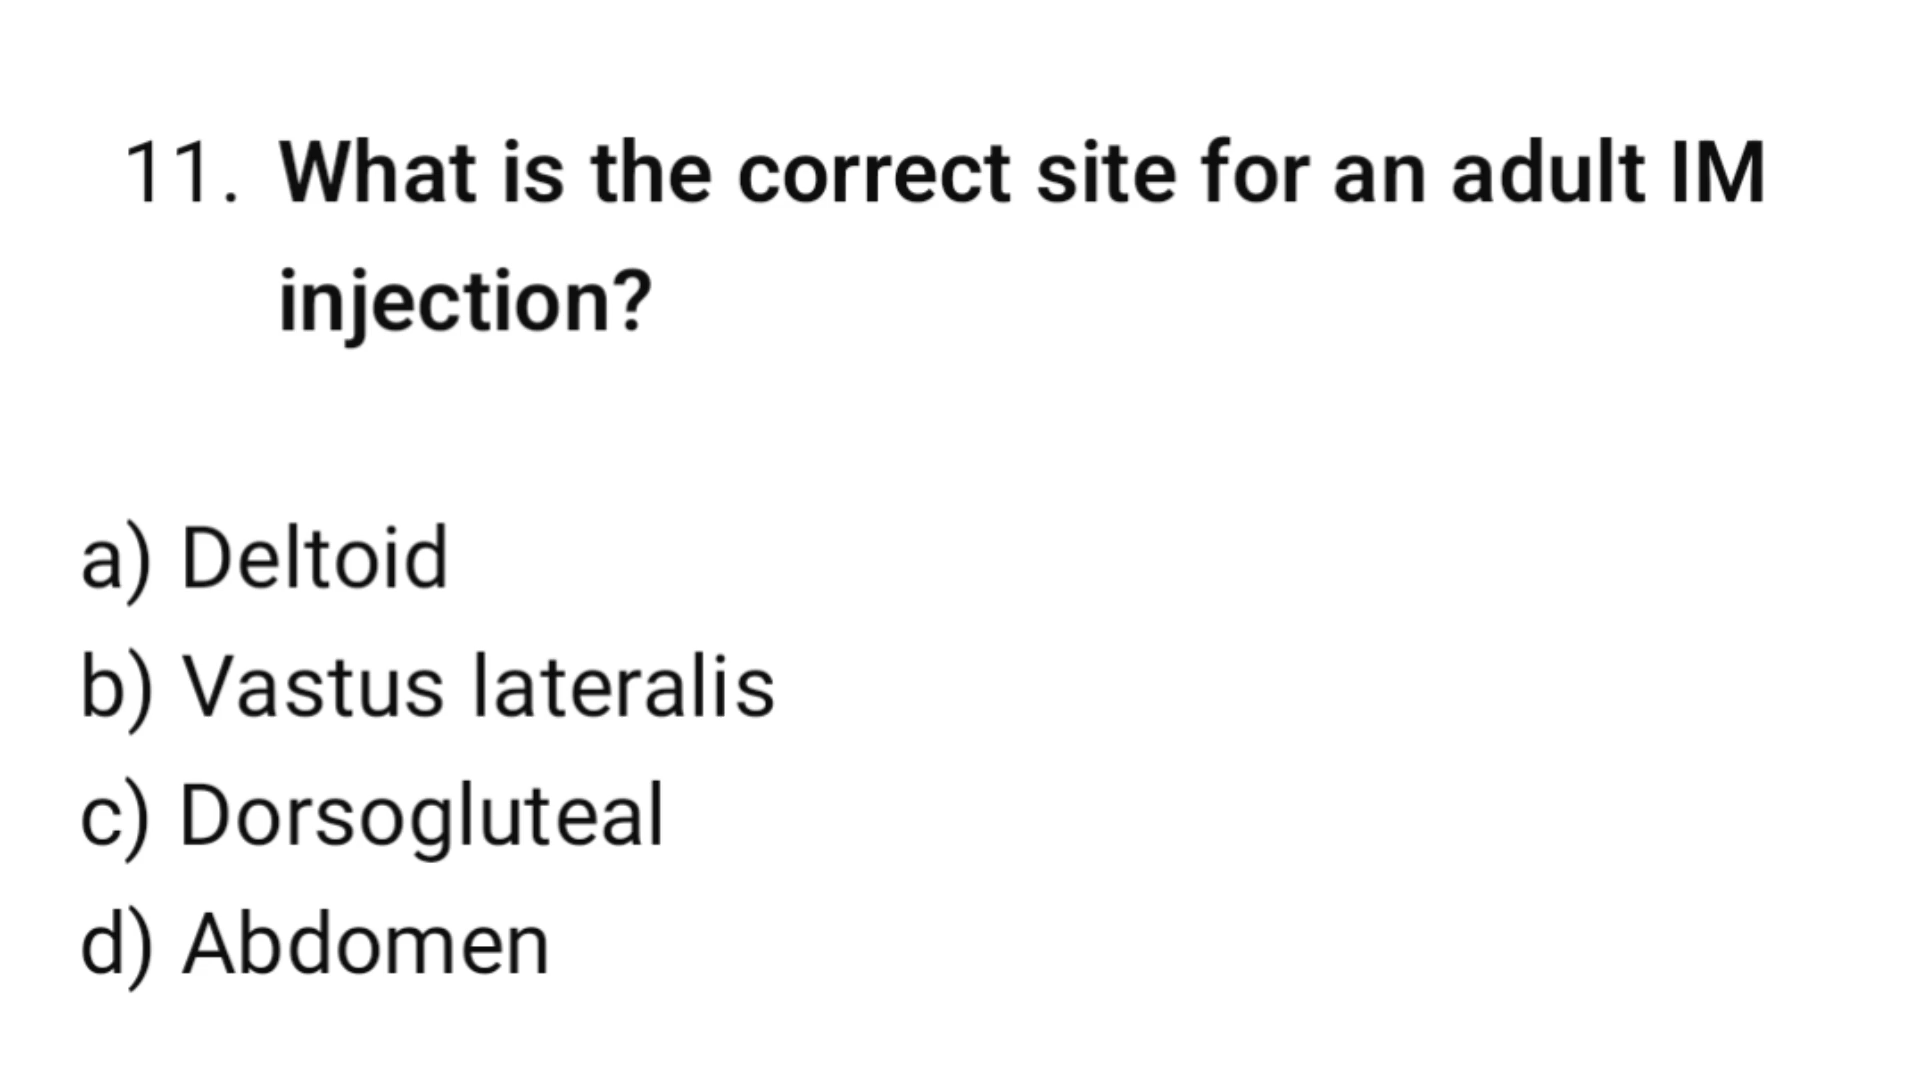 11. What is the correct site for an adult IM
injection?
a) Deltoid
b) Vastus lateralis
c) Dorsogluteal
d) Abdomen